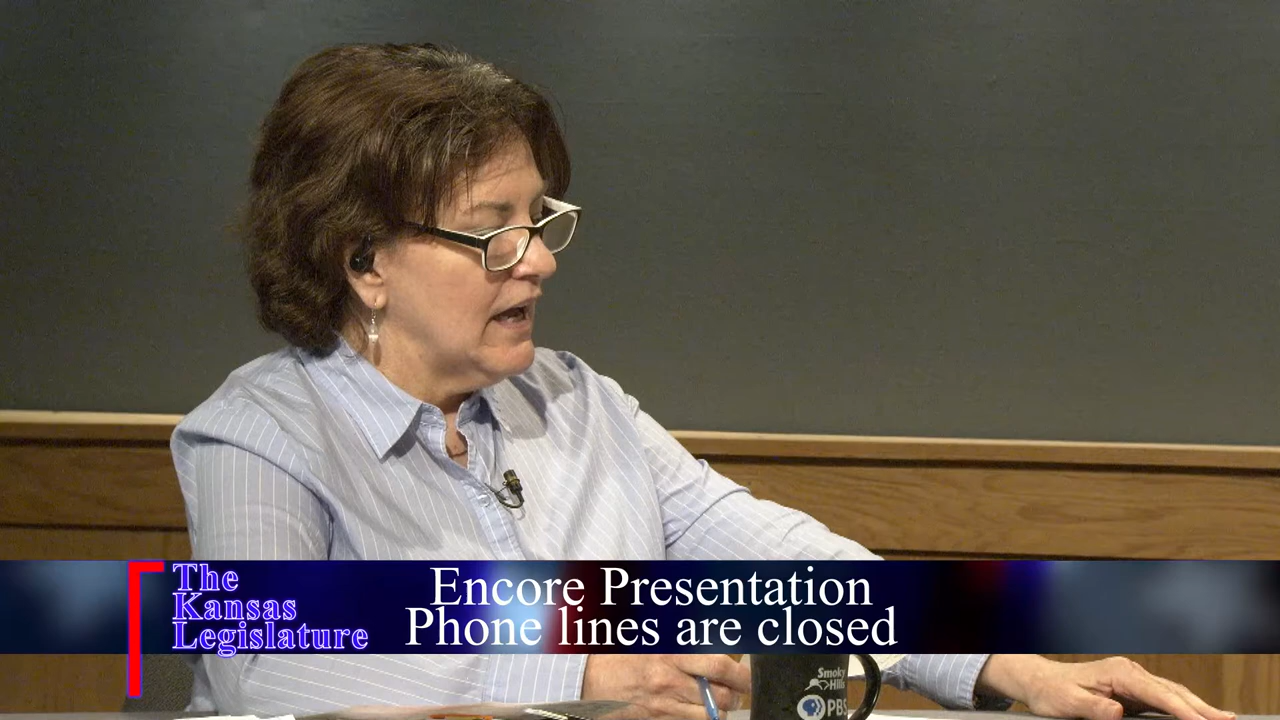 The
Kansas
Legislature
Encore Presentation
Phone lines are closed
Smoky
Hills
PBS